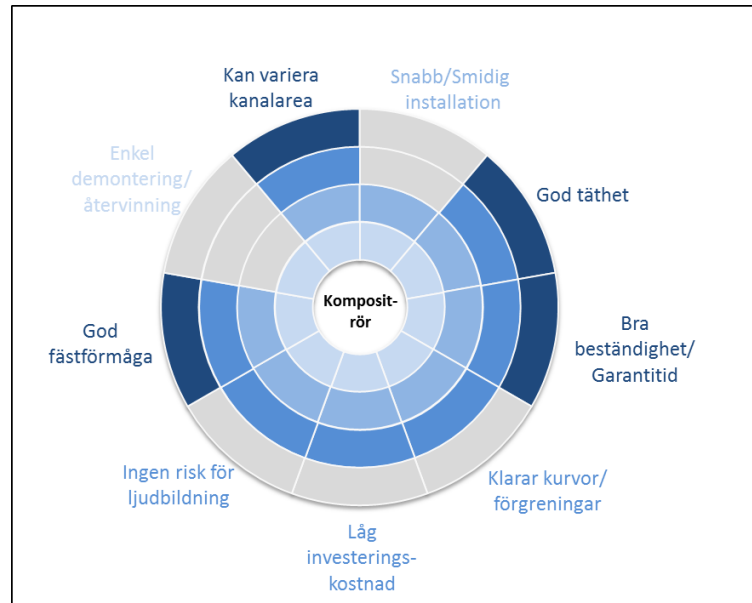 Kan variera
kanalarea
Snabb/Smidig
installation
God täthet
Bra
beständighet/
Garantitid
Klarar kurvor/
förgreningar
Låg
investerings-
kostnad
Ingen risk för
ljudbildning
God
fästförmåga
Enkel
demontering/
återvinning
Komposit-
rör